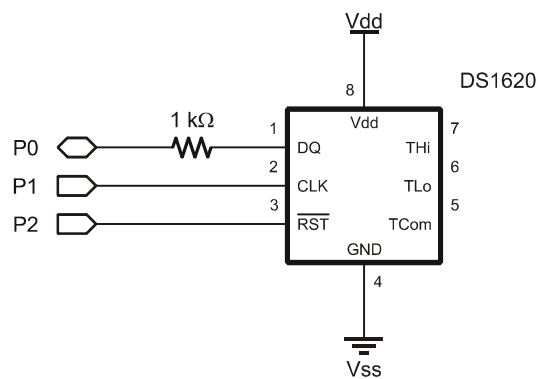 Vdd
DS1620
8
1 kΩ
1
Vdd
7
P0
DQ
THi
2
6
P1
CLK
TLo
3
5
P2
RST
TCom
GND
4
Vss